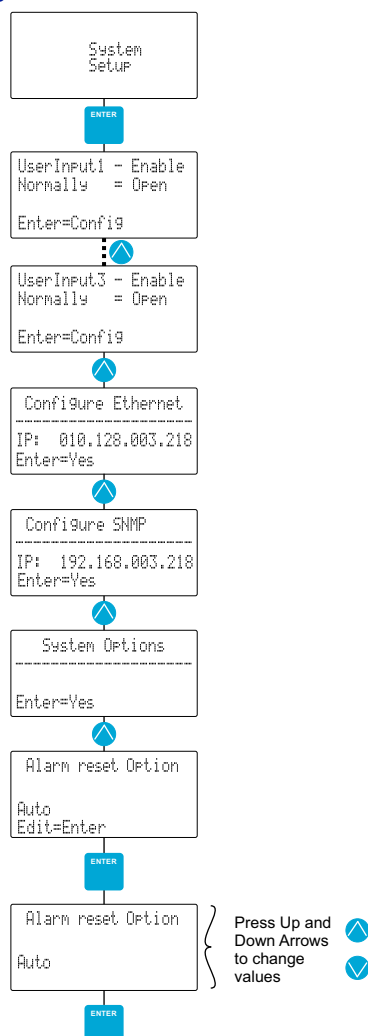 System
Setup
ENTER
UserInput1 - Enable
Normally = Open
Enter=Config
UserInput3 - Enable
Normally = Open
Enter=Config
Configure Ethernet
IP: 010.128.003.218
Enter=Yes
Configure SNMP
IP: 192.168.003.218
Enter=Yes
System Options
Enter=Yes
Alarm reset Option
Auto
Edit=Enter
ENTER
Alarm reset Option
Auto
Press Up and
Down Arrows
to change
values
ENTER